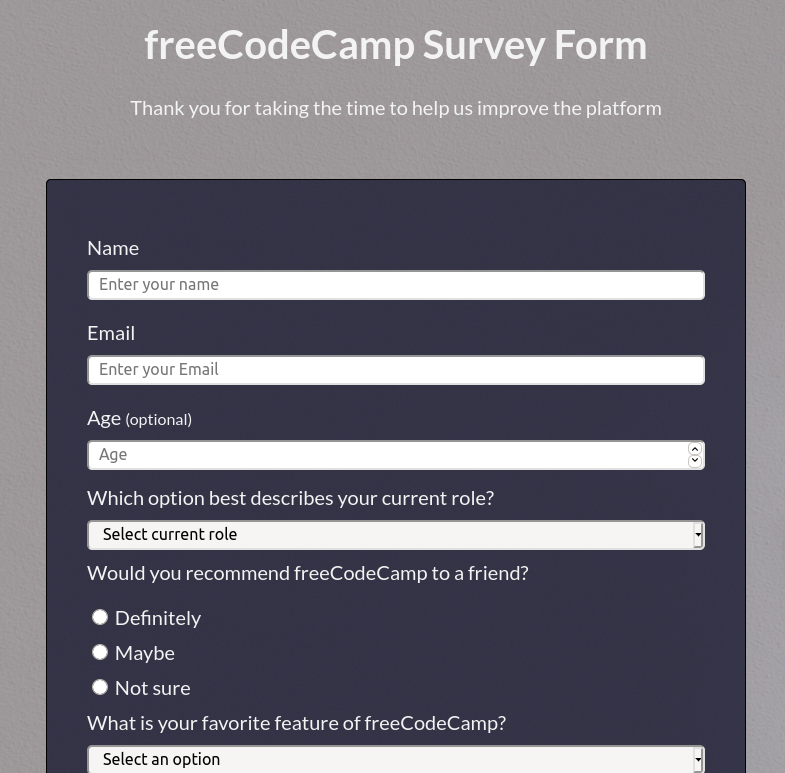 freeCodeCamp Survey Form
Thank you for taking the time to help us improve the platform
Name
Enter your name
Email
Enter your Email
Age (optional)
Age
Which option best describes your current role?
Select current role
Would you recommend freeCodeCamp to a friend?
Definitely
Maybe
Not sure
What is your favorite feature of freeCodeCamp?
Select an option